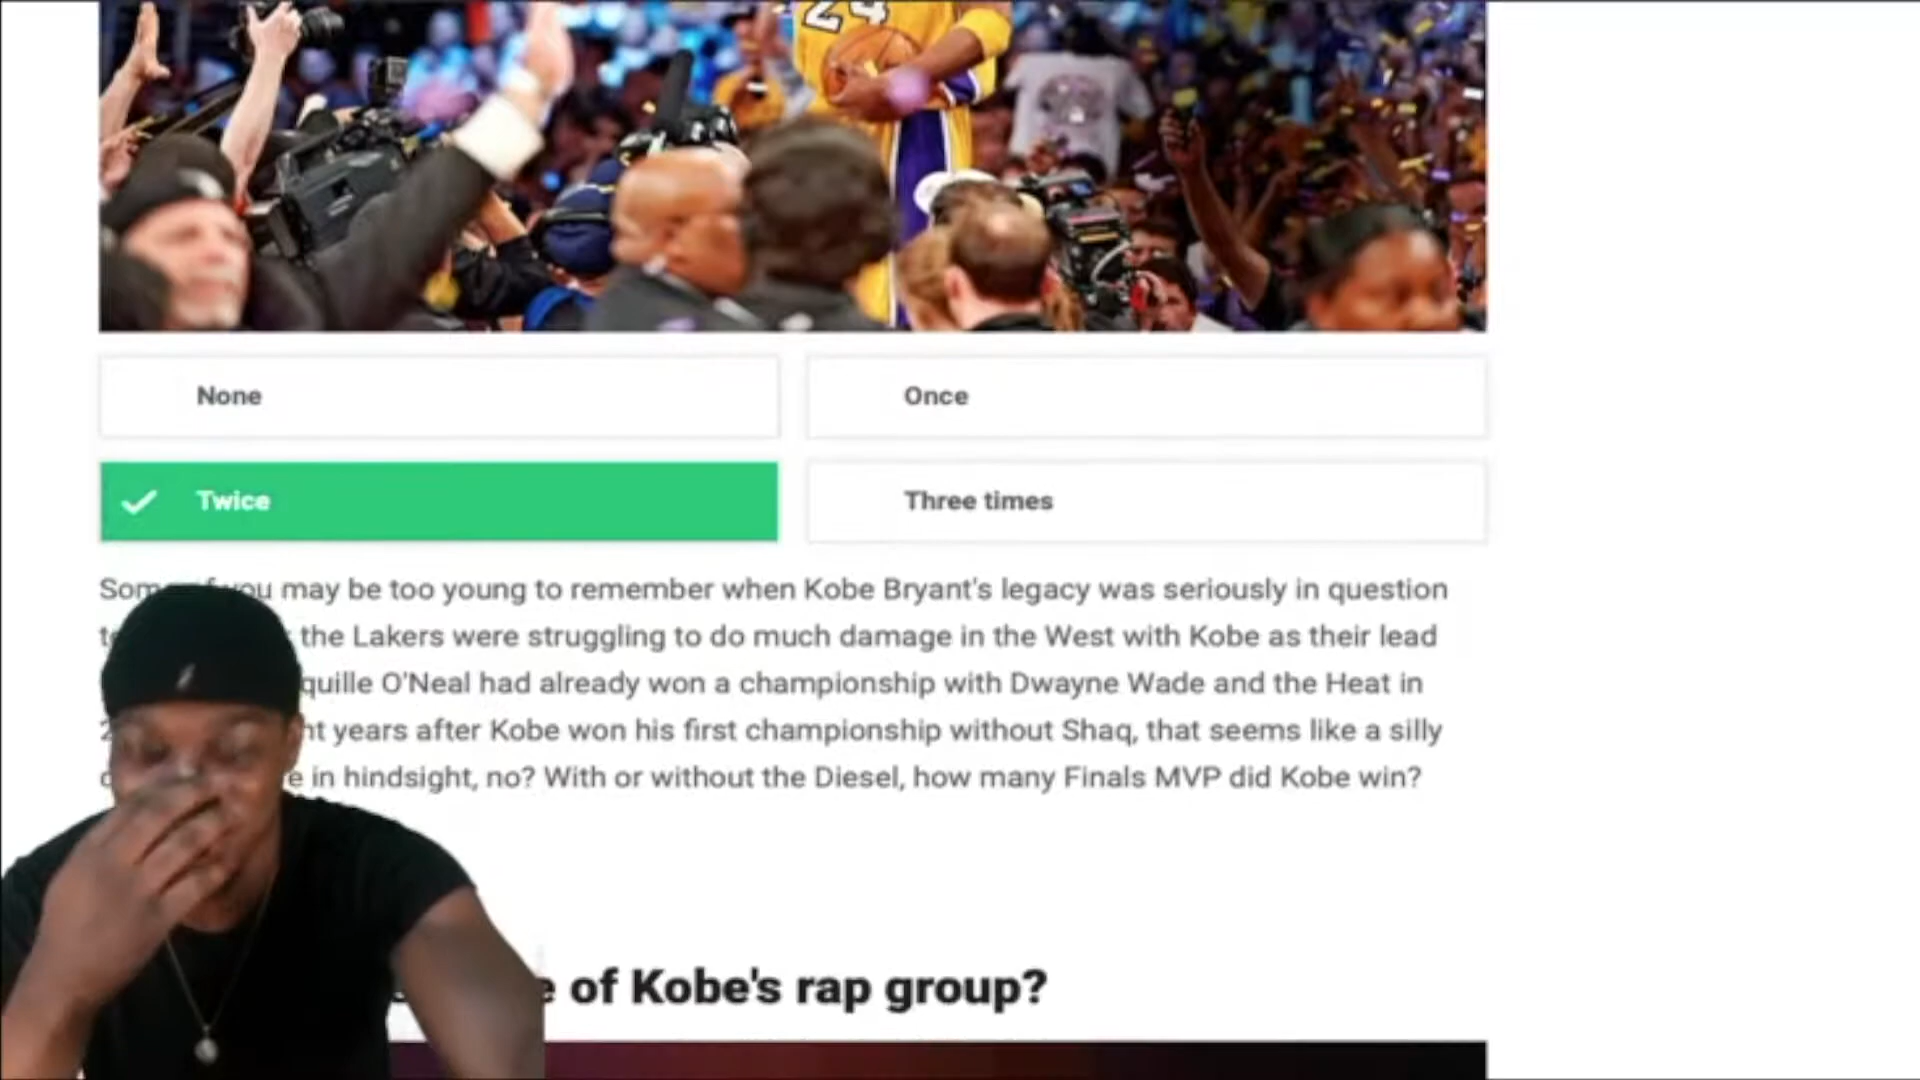 24
None
Once
Twice
Three times
you may be too young to remember when Kobe Bryant's legacy was seriously in question
the Lakers were struggling to do much damage in the West with Kobe as their lead
quille O'Neal had already won a championship with Dwayne Wade and the Heat in
years after Kobe won his first championship without Shaq, that seems like a silly
in hindsight, no? With or without the Diesel, how many Finals MVP did Kobe win?
of Kobe's rap group?